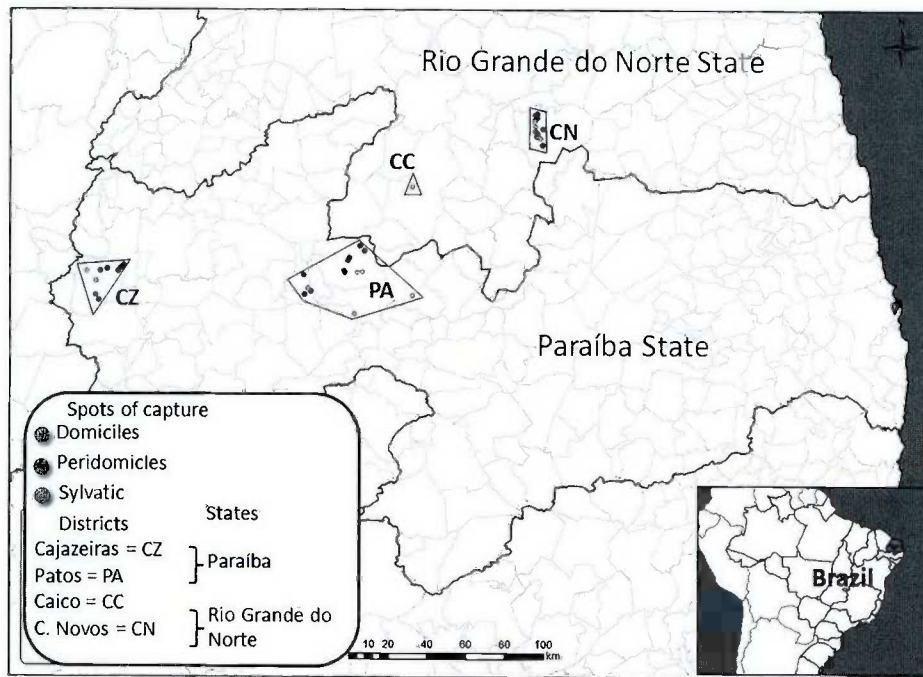 Rio Grande do Norte State
CN
CC
CZ
PA
Paraíba State
Spots of capture
Domiciles
Peridomicles
Sylvatic
Districts
States
Cajazeiras = CZ
Patos = PA
Paraíba
Caico = CC
C. Novos = CN
Rio Grande do
Norte
10 20 40 60 80 100
km
Brazil